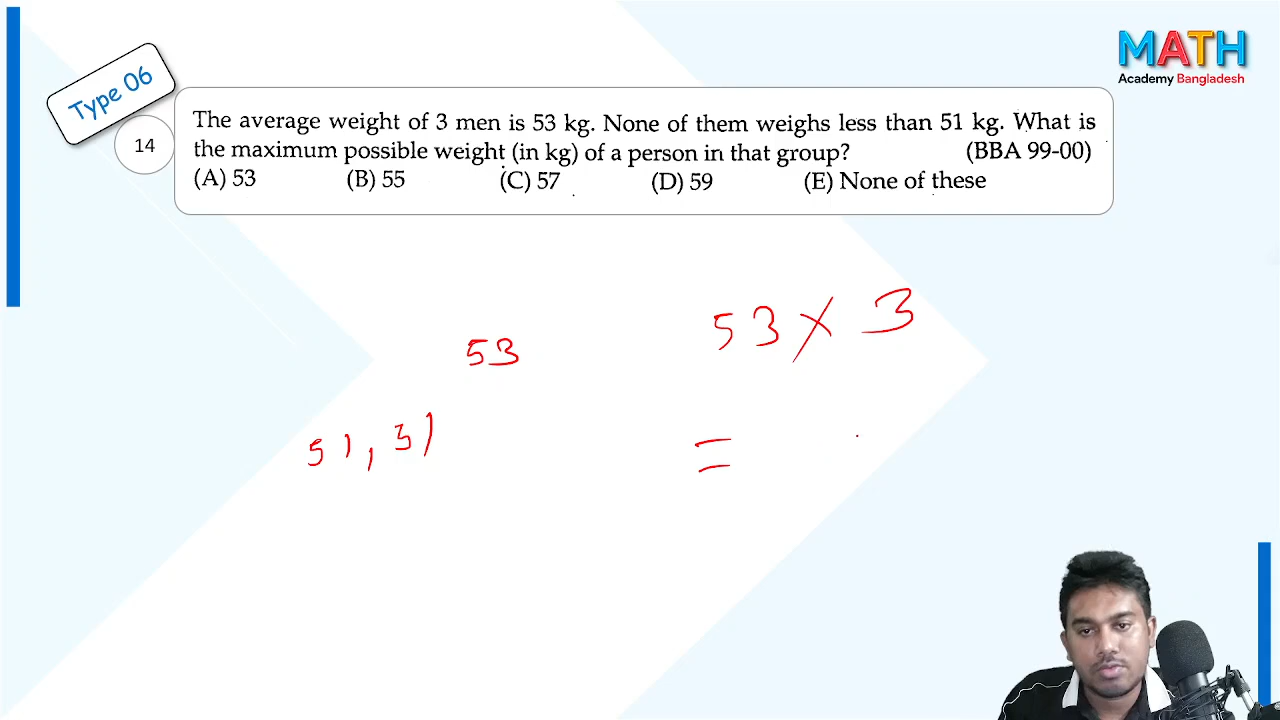 MATH
Academy Bangladesh
Type 06
14
The average weight of 3 men is 53 kg. None of them weighs less than 51 kg. What is
the maximum possible weight (in kg) of a person in that group? (BBA 99-00)
(A) 53 (B) 55 (C) 57 (D) 59 (E) None of these
53 × 3
53
51, 51
=